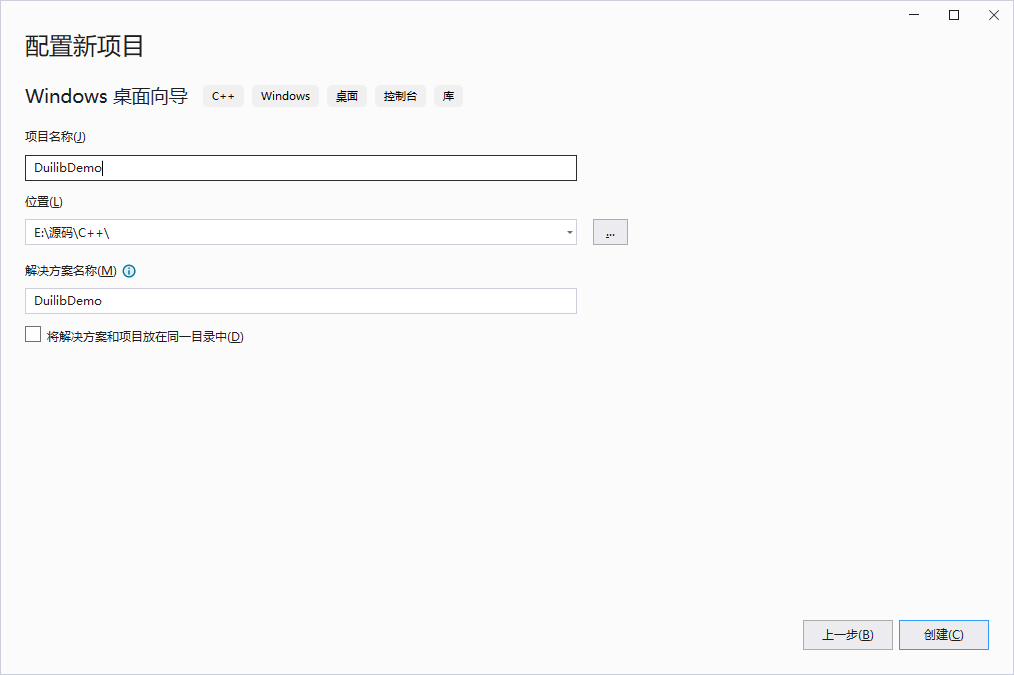 配置新项目
Windows 桌面向导 C++ Windows 桌面 控制台 库
项目名称(J)
DuilibDemo
位置(L)
E:\源码\C++\
...
解决方案名称(M)
DuilibDemo
将解决方案和项目放在同一目录中(D)
上一步(B) 创建(C)